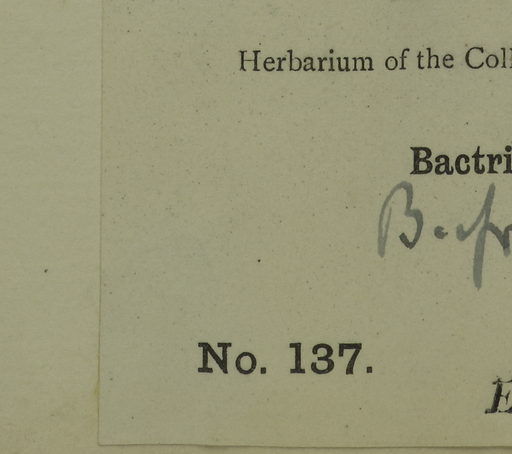 Herbarium of the Coll
Bactri
No. 137.
E